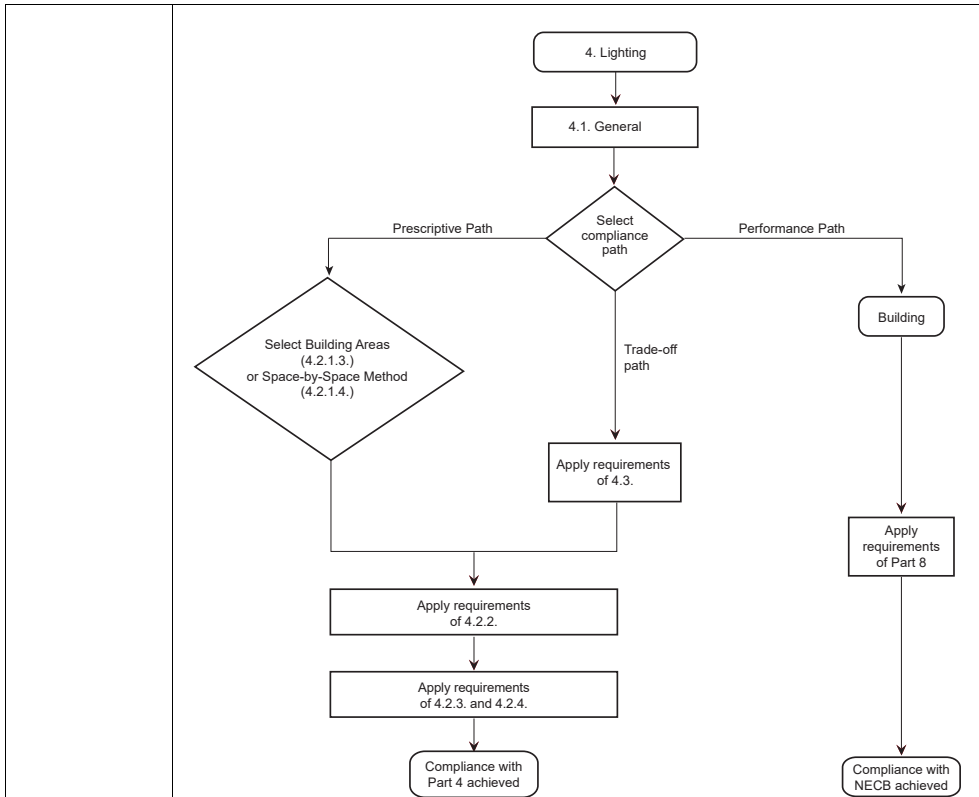 4. Lighting
4.1. General
Select
compliance
path
Prescriptive Path
Performance Path
Building
Select Building Areas
(4.2.1.3.)
or Space-by-Space Method
(4.2.1.4.)
Trade-off
path
Apply requirements
of 4.3.
Apply
requirements
of Part 8
Apply requirements
of 4.2.2.
Apply requirements
of 4.2.3. and 4.2.4.
Compliance with
Part 4 achieved
Compliance with
NECB achieved